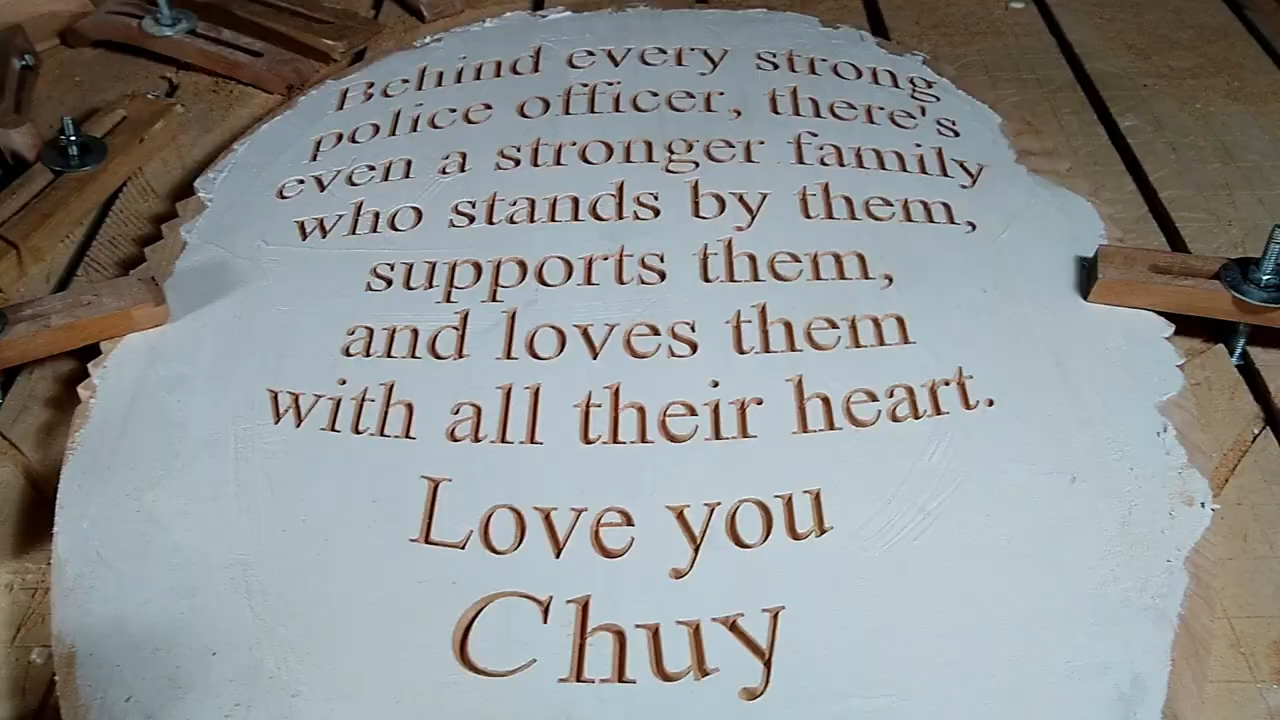 Behind every strong
police officer, there's
even a stronger family
who stands by them,
supports them,
and loves them
with all their heart.
Love you
Chuy